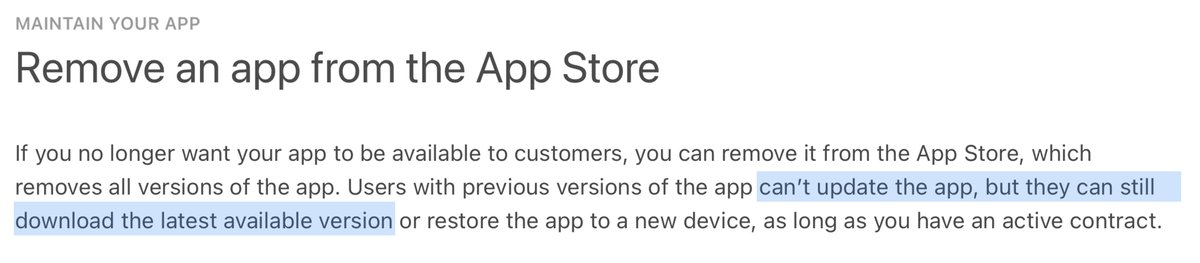 MAINTAIN YOUR APP
Remove an app from the App Store
If you no longer want your app to be available to customers, you can remove it from the App Store, which
removes all versions of the app. Users with previous versions of the app can’t update the app, but they can still
download the latest available version or restore the app to a new device, as long as you have an active contract.